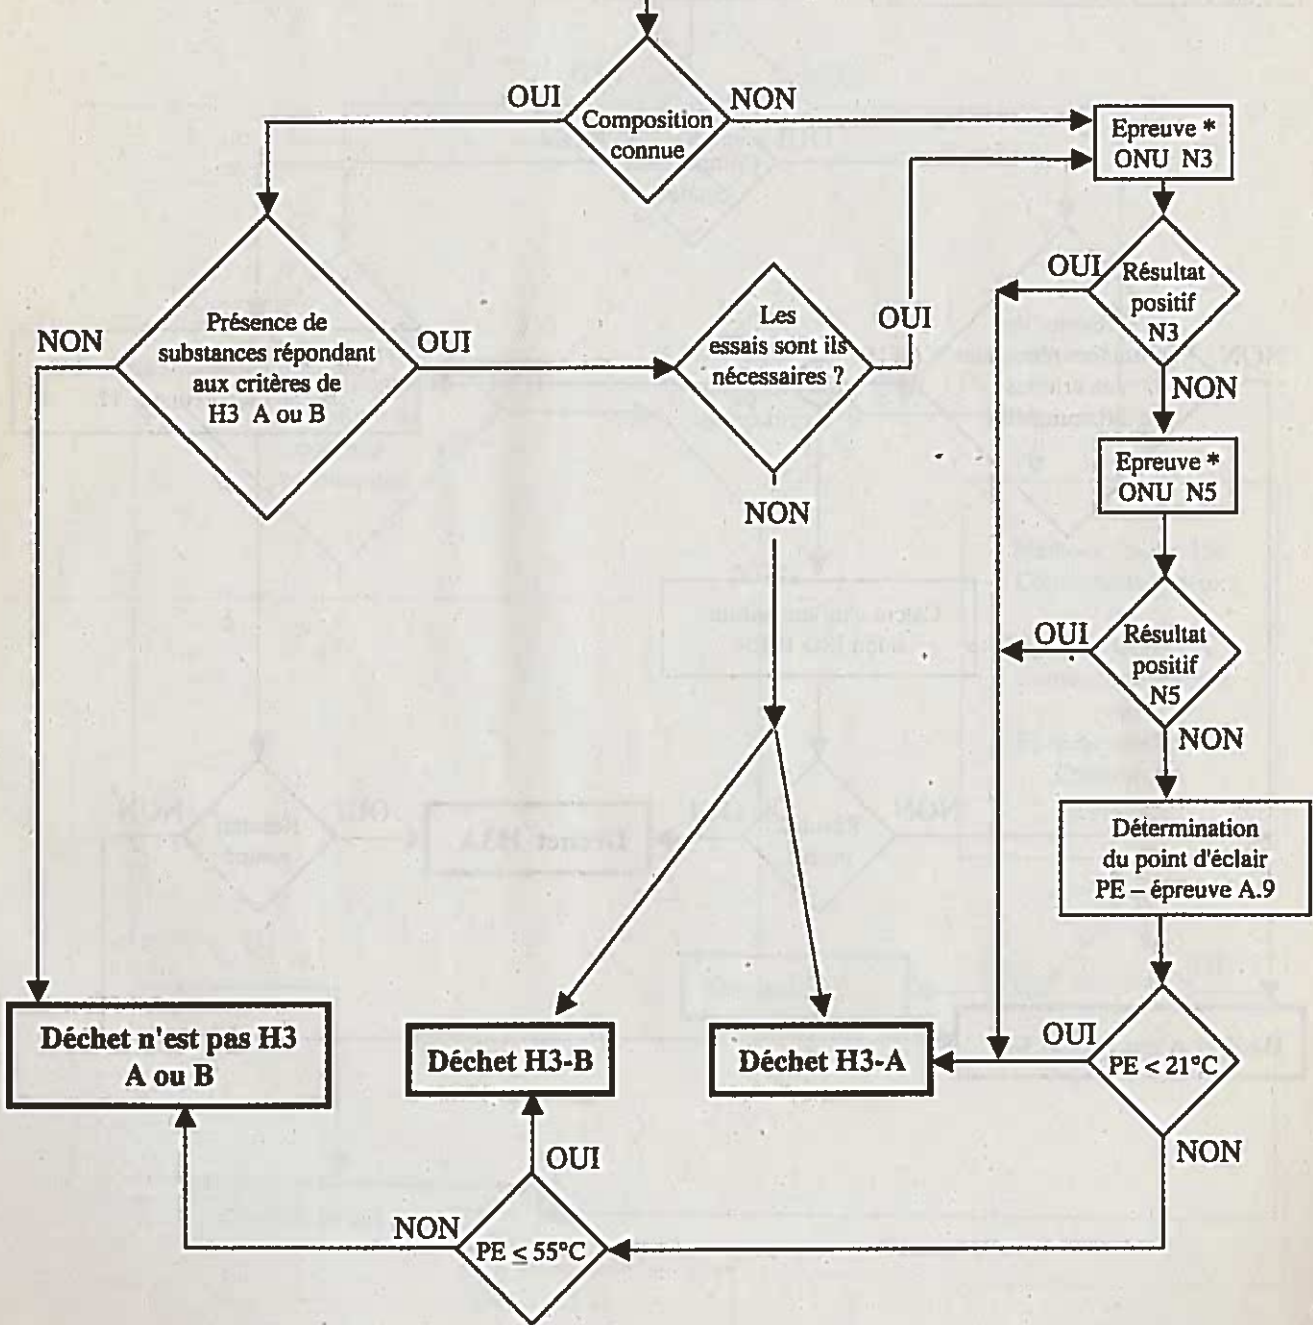 OUI
NON
Composition
connue
Epreuve *
ONU N3
OUI
Résultat
positif
N3
NON
NON
Présence de
substances répondant
aux critères de
H3 A ou B
OUI
Les
essais sont ils
nécessaires ?
OUI
NON
Epreuve *
ONU N5
OUI
Résultat
positif
N5
NON
Détermination
du point d'éclair
PE – épreuve A.9
OUI
PE < 21°C
NON
Déchet n'est pas H3
A ou B
Déchet H3-B
Déchet H3-A
OUI
NON
PE ≤ 55°C